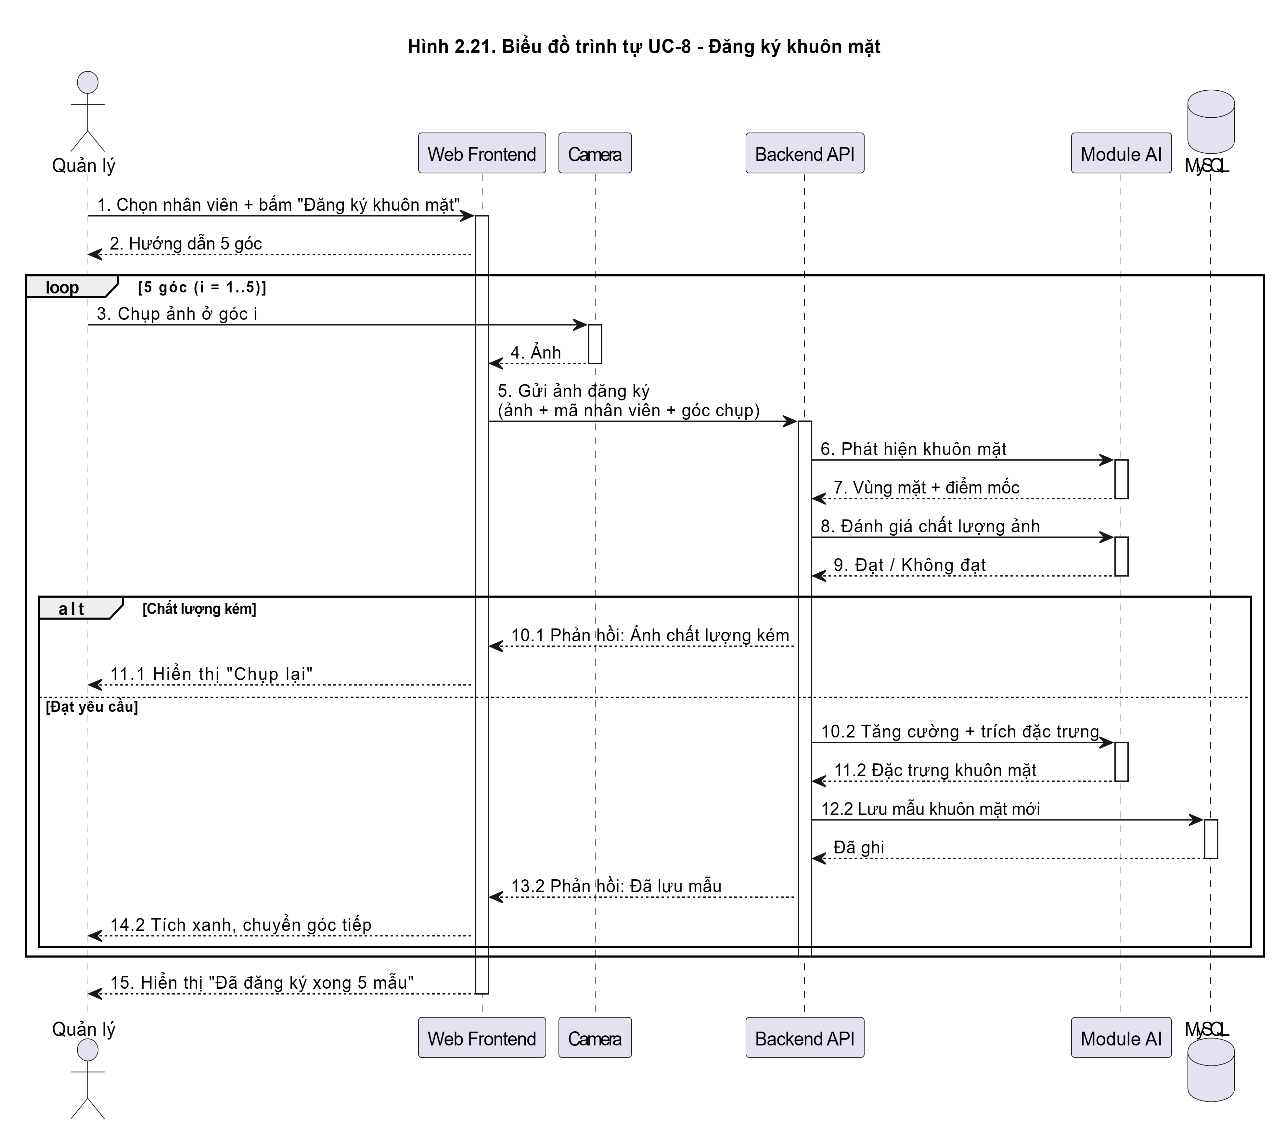 Hình 2.21. Biểu đồ trình tự UC-8 - Đăng ký khuôn mặt
Quản lý
Web Frontend
Camera
Backend API
Module AI
MySQL
1. Chọn nhân viên + bấm "Đăng ký khuôn mặt"
2. Hướng dẫn 5 góc
loop
[5 góc (i = 1..5)]
3. Chụp ảnh ở góc i
4. Ảnh
5. Gửi ảnh đăng ký
(ảnh + mã nhân viên + góc chụp)
6. Phát hiện khuôn mặt
7. Vùng mặt + điểm mốc
8. Đánh giá chất lượng ảnh
9. Đạt / Không đạt
alt
[Chất lượng kém]
10.1 Phản hồi: Ảnh chất lượng kém
11.1 Hiển thị "Chụp lại"
[Đạt yêu cầu]
10.2 Tăng cường + trích đặc trưng
11.2 Đặc trưng khuôn mặt
12.2 Lưu mẫu khuôn mặt mới
Đã ghi
13.2 Phản hồi: Đã lưu mẫu
14.2 Tích xanh, chuyển góc tiếp
15. Hiển thị "Đã đăng ký xong 5 mẫu"
Quản lý
Web Frontend
Camera
Backend API
Module AI
MySQL